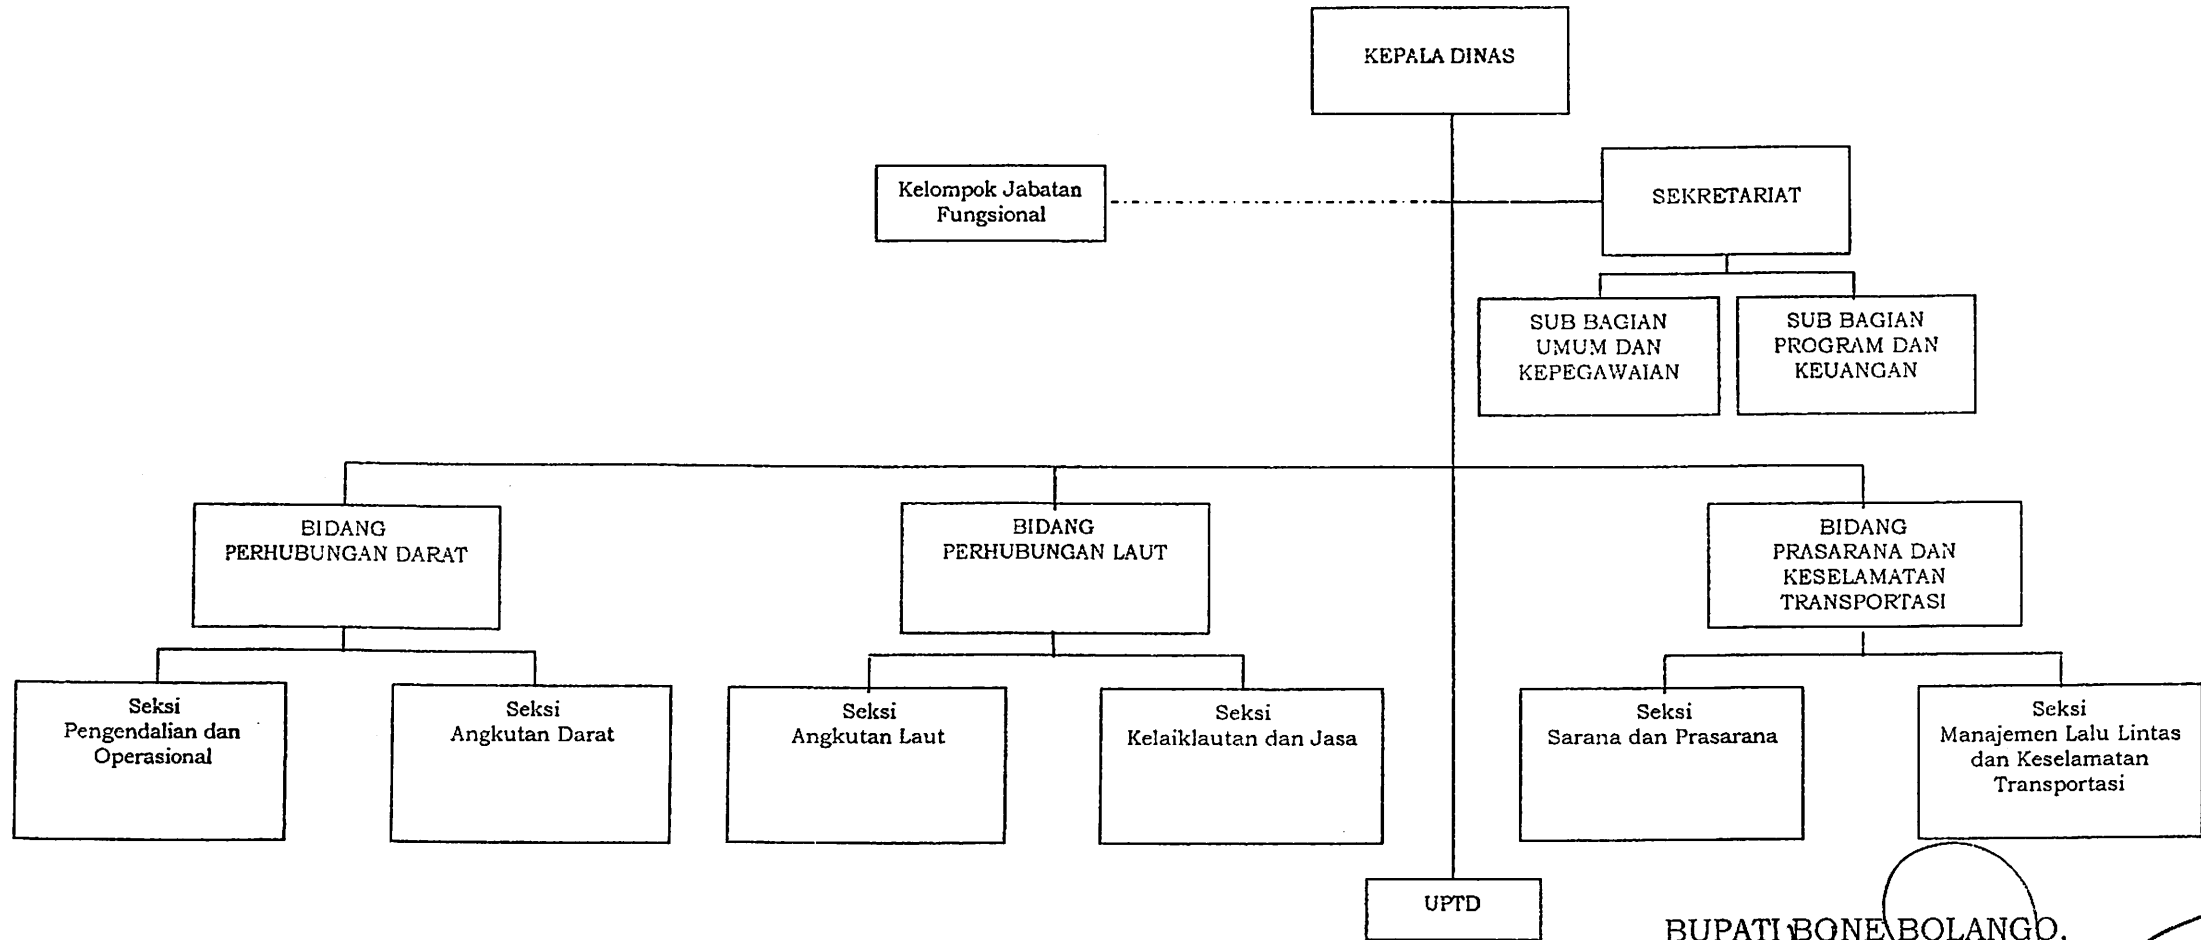 KEPALA DINAS
Kelompok Jabatan
Fungsional
SEKRETARIAT
SUB BAGIAN
UMUM DAN
KEPEGAWAIAN
SUB BAGIAN
PROGRAM DAN
KEUANGAN
BIDANG
PERHUBUNGAN DARAT
BIDANG
PERHUBUNGAN LAUT
BIDANG
PRASARANA DAN
KESELAMATAN
TRANSPORTASI
Seksi
Pengendalian dan
Operasional
Seksi
Angkutan Darat
Seksi
Angkutan Laut
Seksi
Kelaiklautan dan Jasa
Seksi
Sarana dan Prasarana
Seksi
Manajemen Lalu Lintas
dan Keselamatan
Transportasi
UPTD
BUPATI BONE BOLANGO,